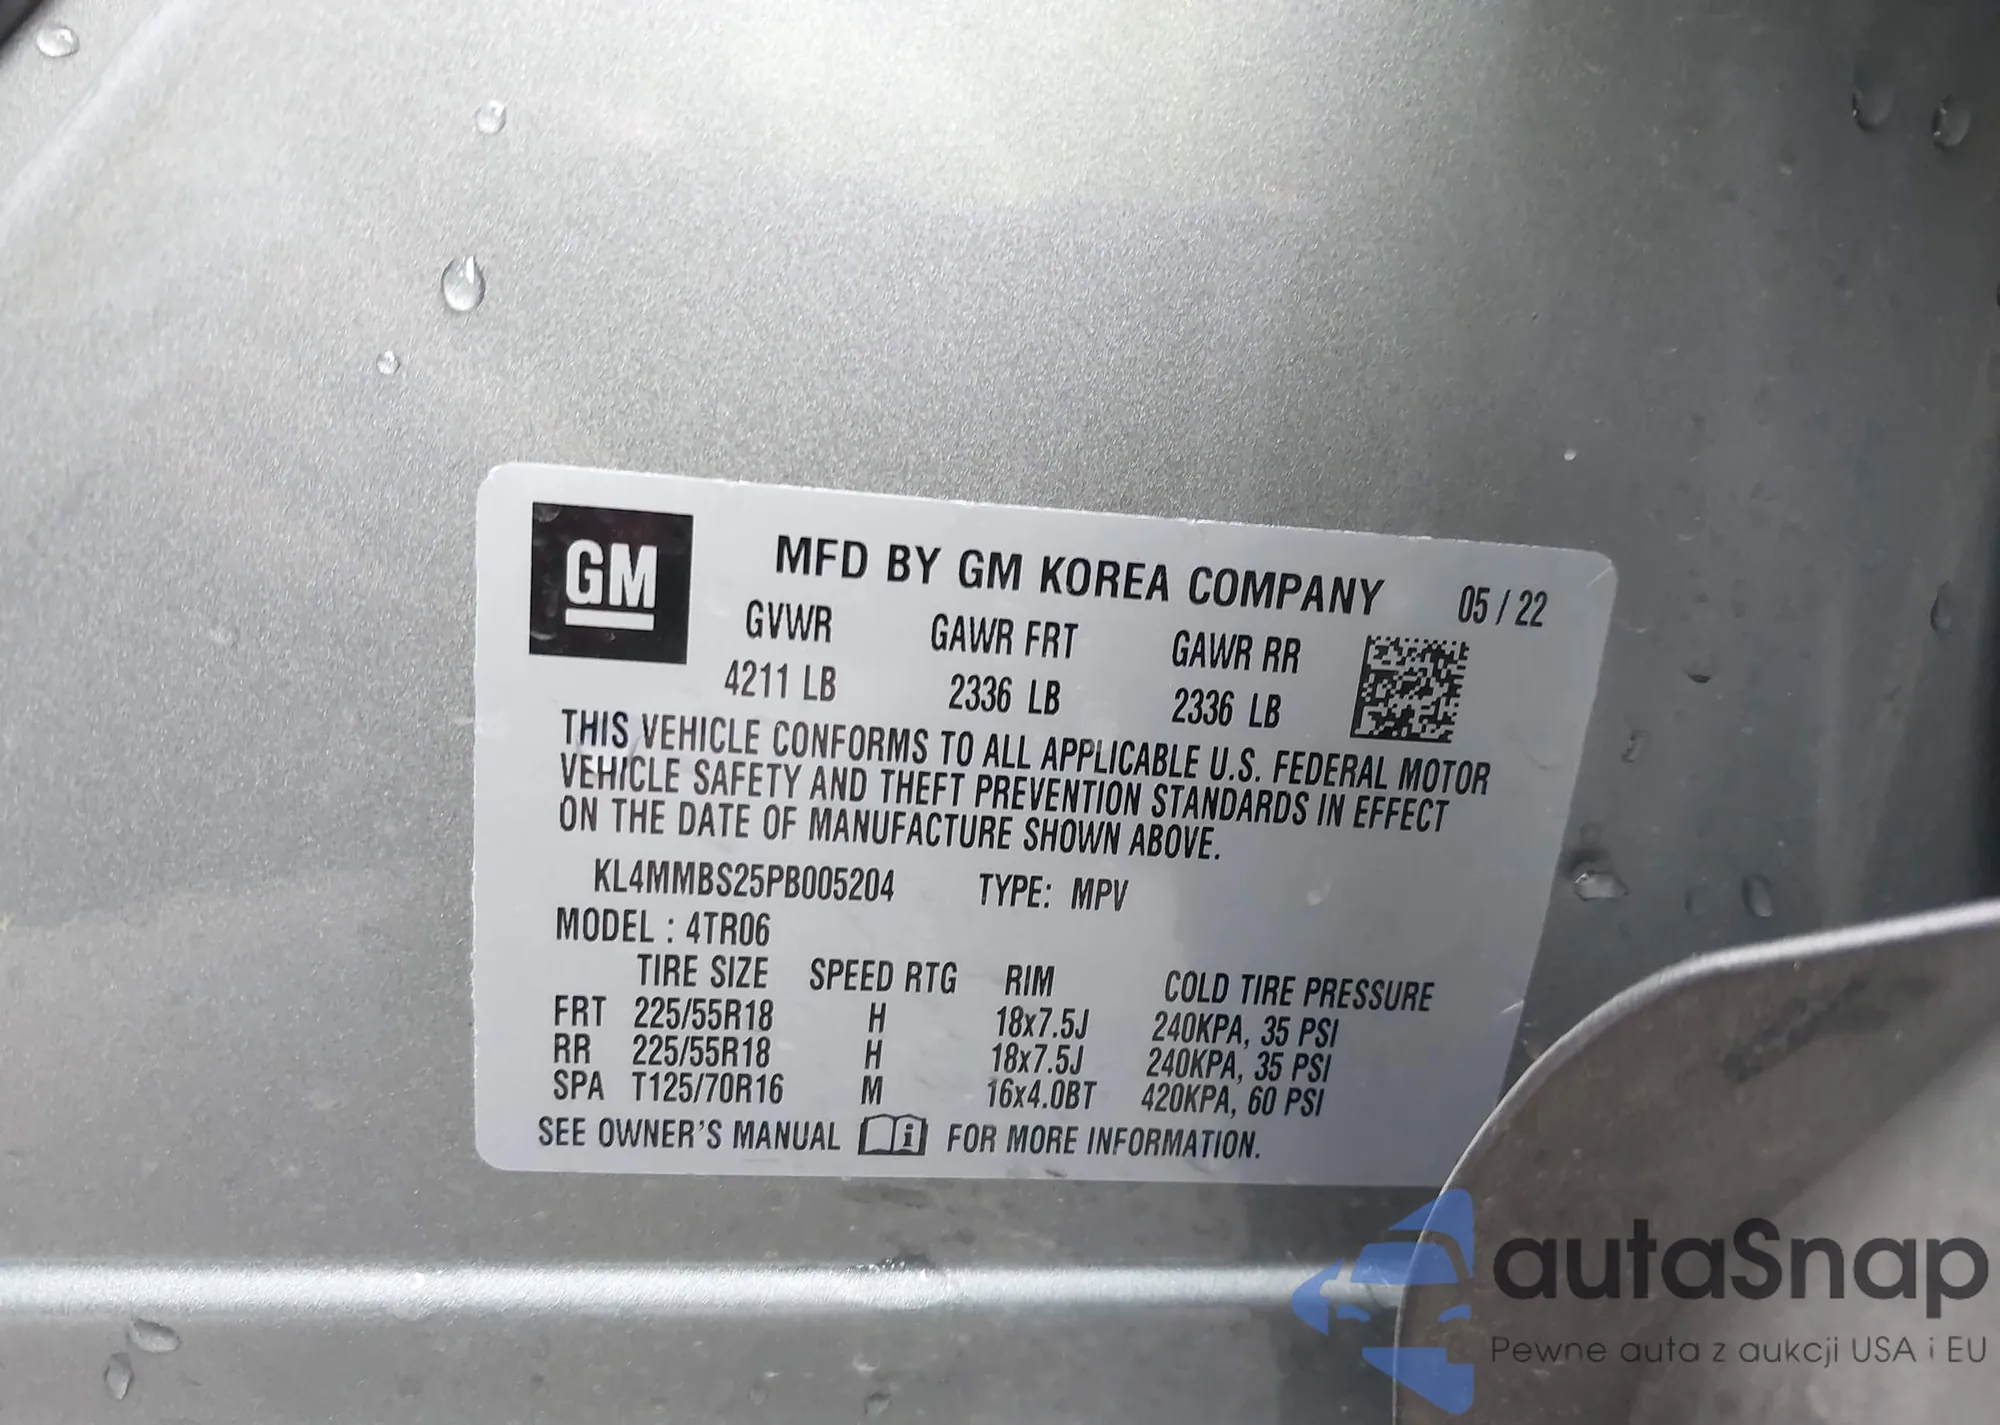 GM
MFD BY GM KOREA COMPANY 05 / 22
GVWR GAWR FRT GAWR RR
4211 LB 2336 LB 2336 LB
THIS VEHICLE CONFORMS TO ALL APPLICABLE U.S. FEDERAL MOTOR
VEHICLE SAFETY AND THEFT PREVENTION STANDARDS IN EFFECT
ON THE DATE OF MANUFACTURE SHOWN ABOVE.
KL4MMBS25PB005204 TYPE: MPV
MODEL : 4TR06
TIRE SIZE SPEED RTG RIM COLD TIRE PRESSURE
FRT 225/55R18 H 18x7.5J 240KPA, 35 PSI
RR 225/55R18 H 18x7.5J 240KPA, 35 PSI
SPA T125/70R16 M 16x4.0BT 420KPA, 60 PSI
SEE OWNER'S MANUAL i FOR MORE INFORMATION.
autaSnap
Pewne auta z aukcji USA i EU